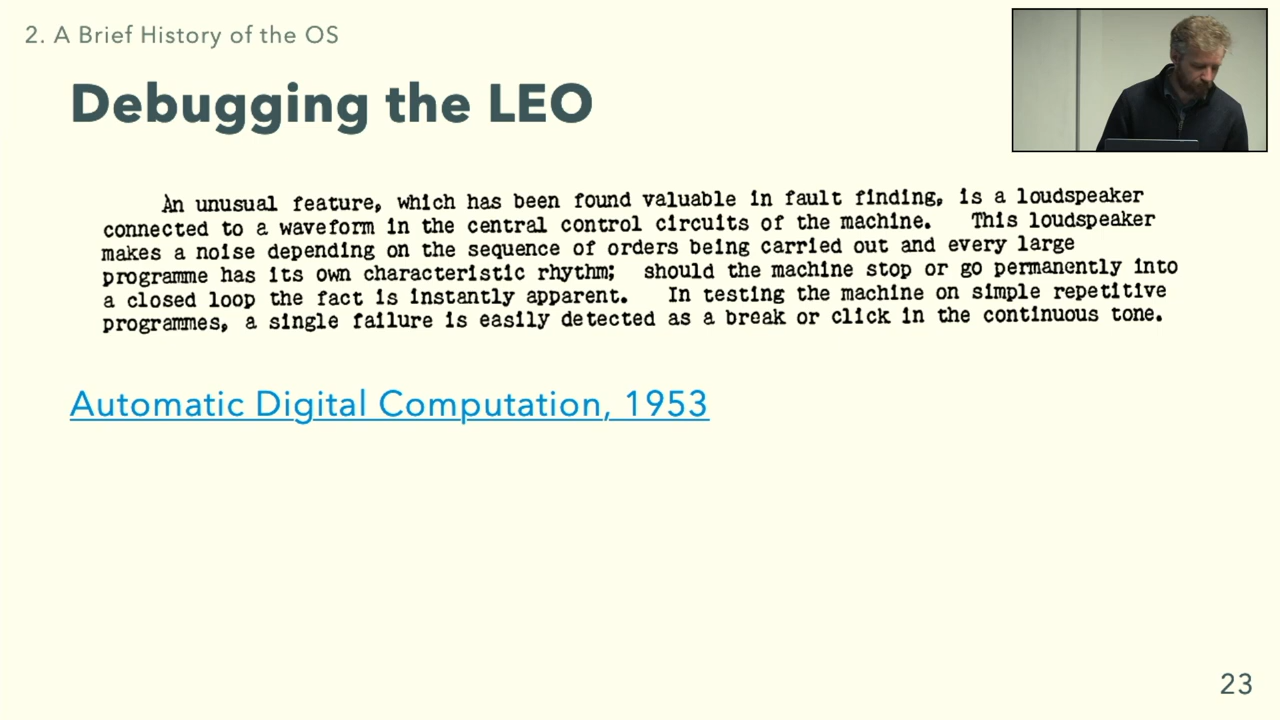 2. A Brief History of the OS
Debugging the LEO
An unusual feature, which has been found valuable in fault finding, is a loudspeaker
connected to a waveform in the central control circuits of the machine. This loudspeaker
makes a noise depending on the sequence of orders being carried out and every large
programme has its own characteristic rhythm; should the machine stop or go permanently into
a closed loop the fact is instantly apparent. In testing the machine on simple repetitive
programmes, a single failure is easily detected as a break or click in the continuous tone.
Automatic Digital Computation, 1953
23